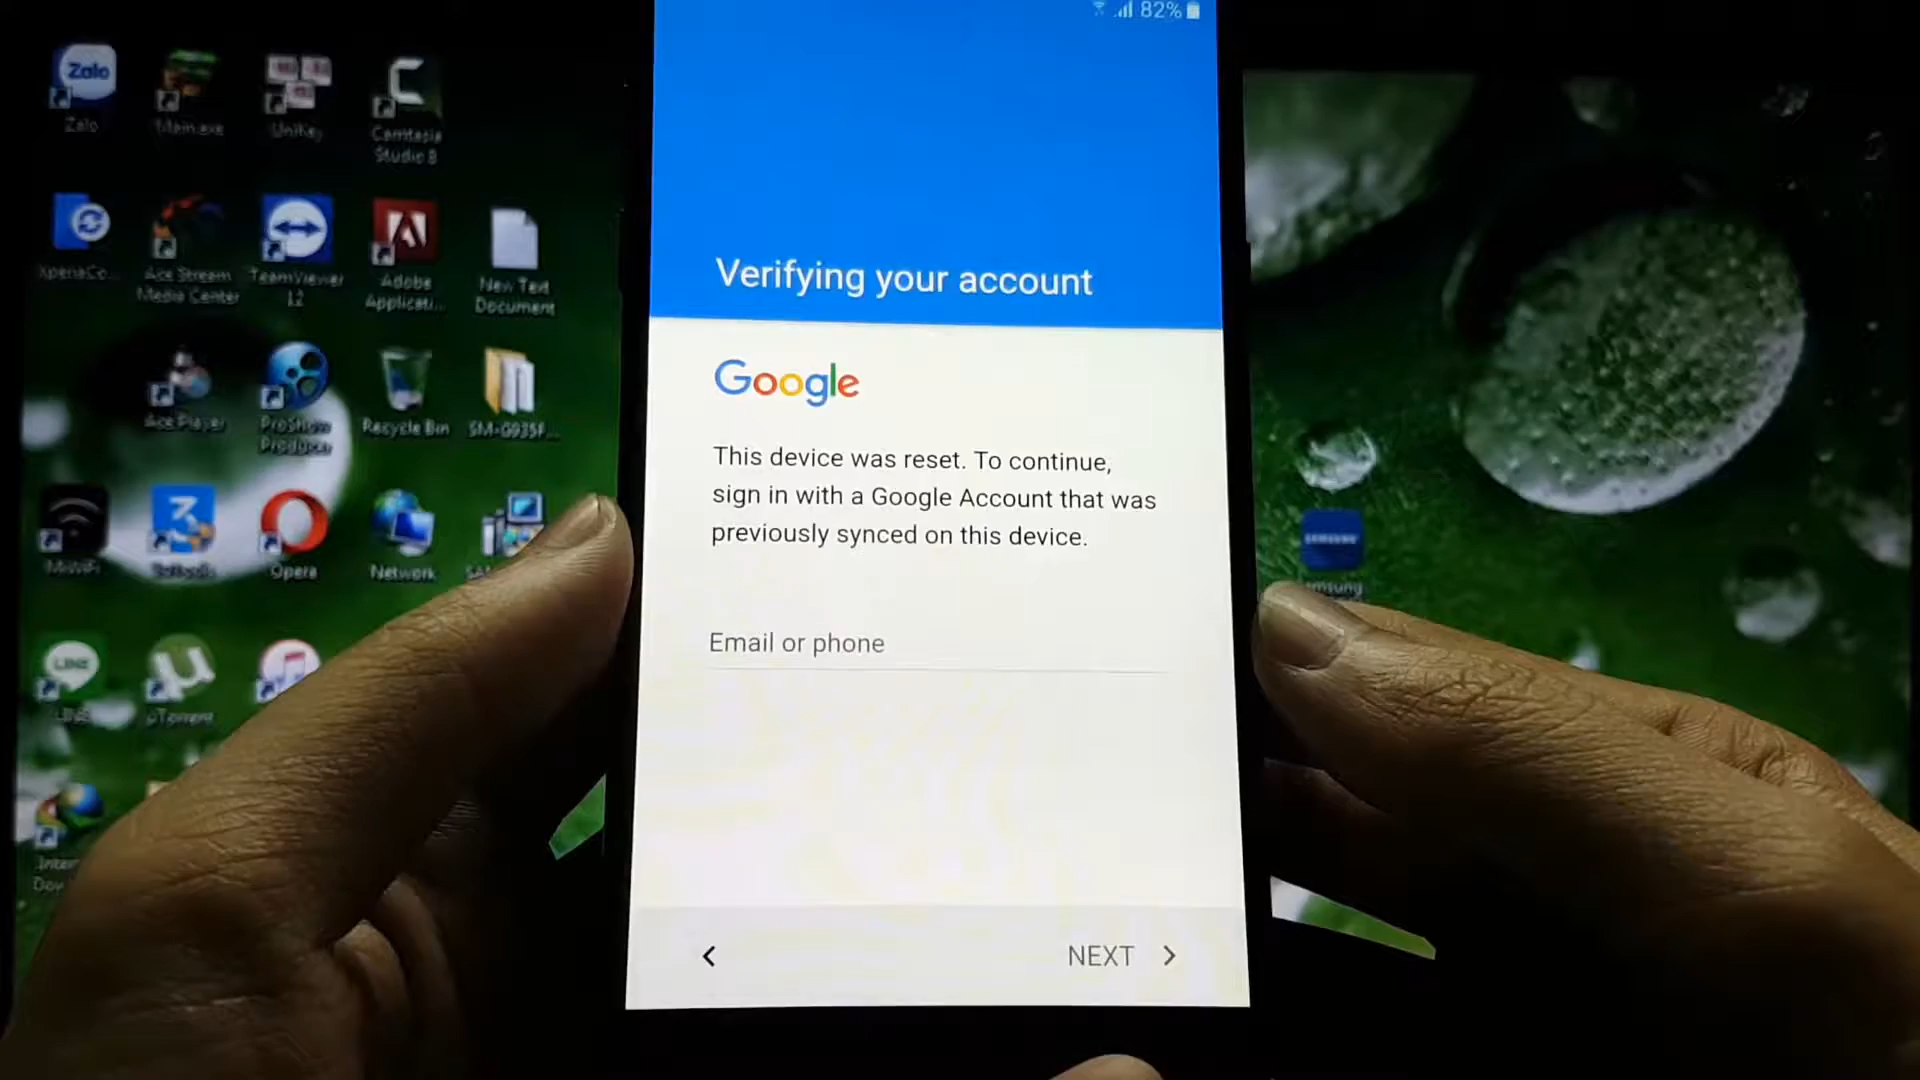 82%
Verifying your account
Google
This device was reset. To continue,
sign in with a Google Account that was
previously synced on this device.
Email or phone
NEXT
Zalo
Zalo
Main.exe
UniKey
Camtasia
Studio 8
XperiaCo...
Ace Stream
Media Center
TeamViewer
12
Adobe
Applicati...
New Text
Document
Ace Player
ProShow
Producer
Recycle Bin
SM-G935F...
MiWiFi
Opera
Network
LINE
LINE
µTorrent
SAMSUNG